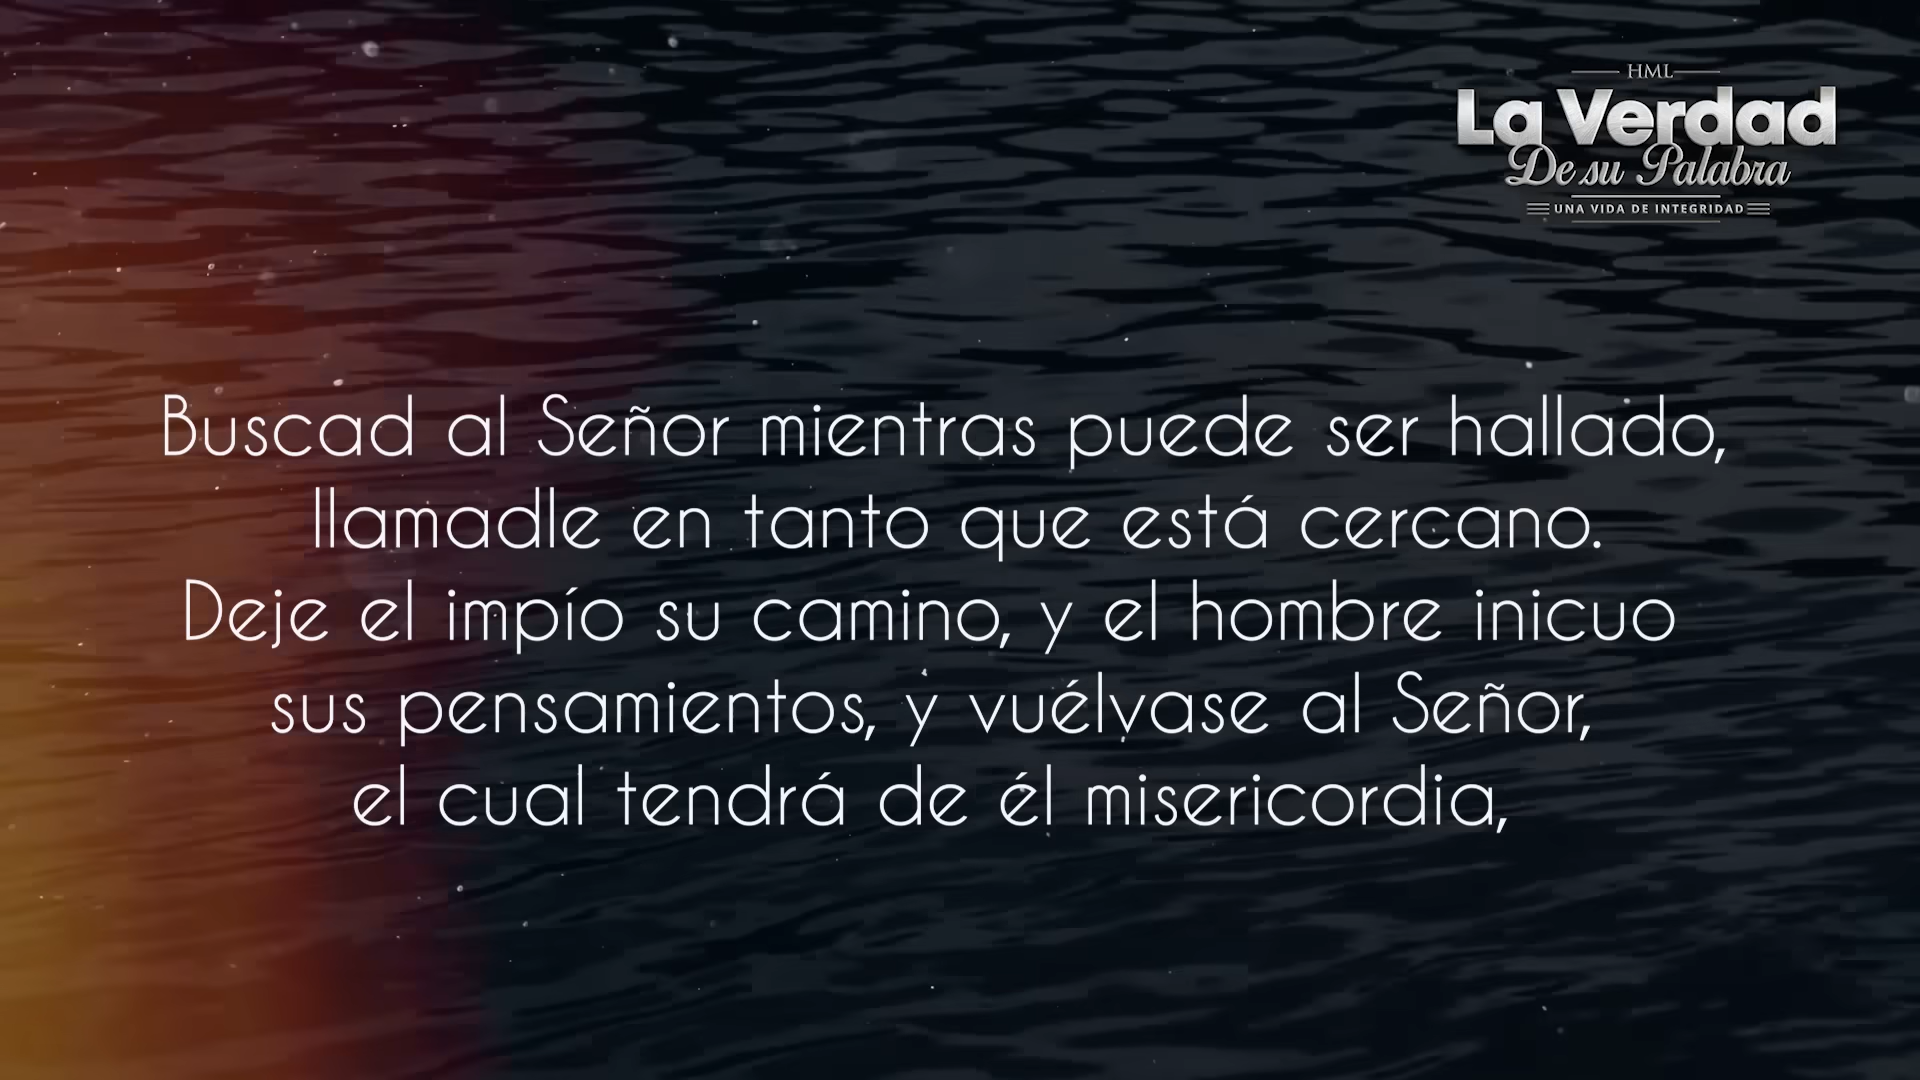 HML
La Verdad
De su Palabra
UNA VIDA DE INTEGRIDAD
Buscad al Señor mientras puede ser hallado,
llamadle en tanto que está cercano.
Deje el impío su camino, y el hombre inicuo
sus pensamientos, y vuélvase al Señor,
el cual tendrá de él misericordia,